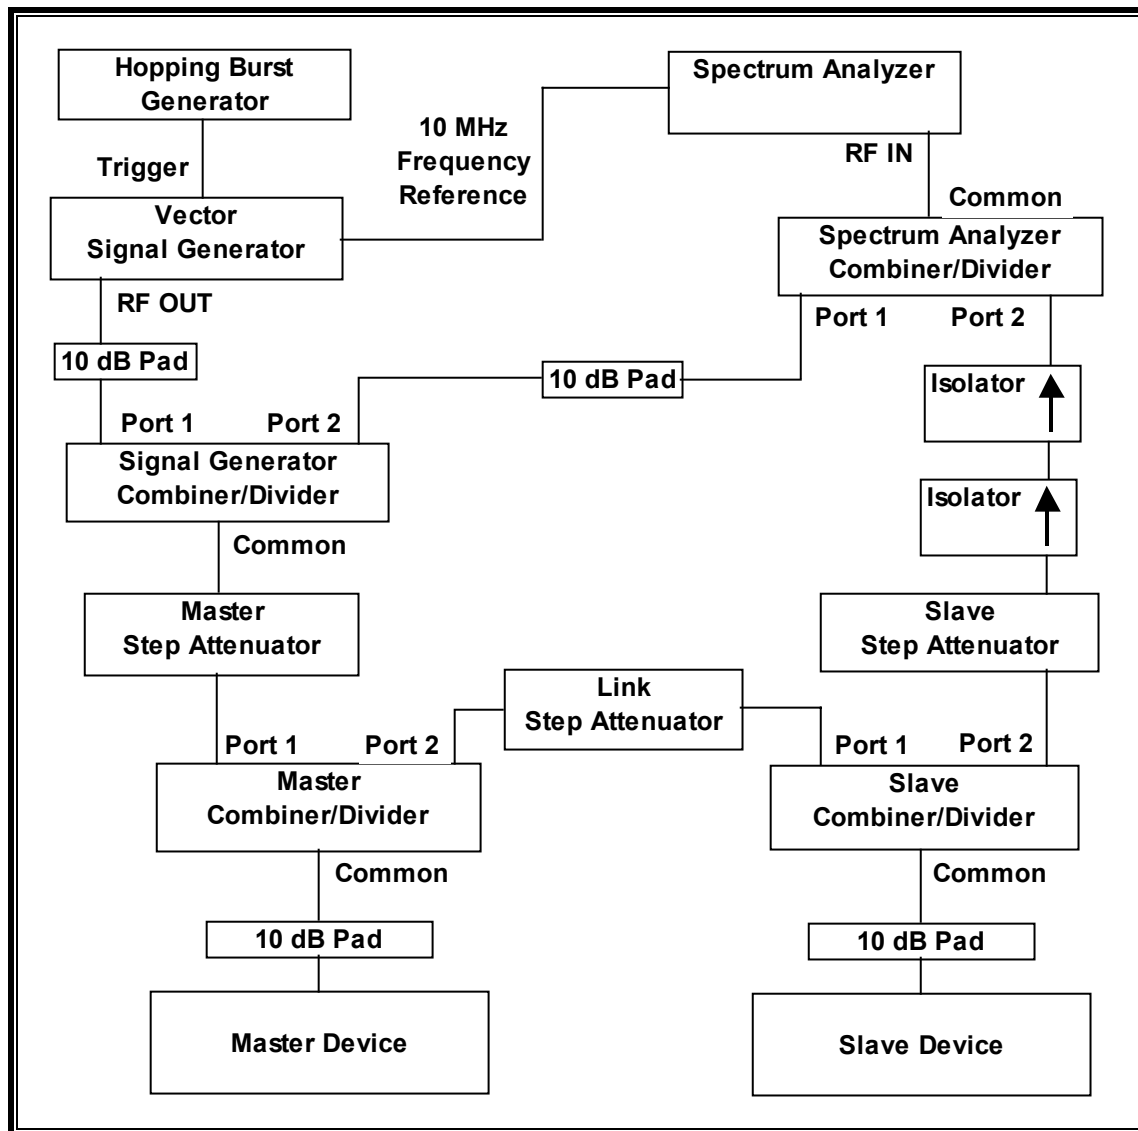 Hopping Burst
Generator
Spectrum Analyzer
10 MHz
Frequency
Reference
RF IN
Trigger
Common
Vector
Signal Generator
Spectrum Analyzer
Combiner/Divider
RF OUT
Port 1
Port 2
10 dB Pad
10 dB Pad
Isolator
Port 1
Port 2
Signal Generator
Combiner/Divider
Isolator
Common
Master
Step Attenuator
Slave
Step Attenuator
Link
Step Attenuator
Port 1
Port 2
Port 1
Port 2
Master
Combiner/Divider
Slave
Combiner/Divider
Common
Common
10 dB Pad
10 dB Pad
Master Device
Slave Device